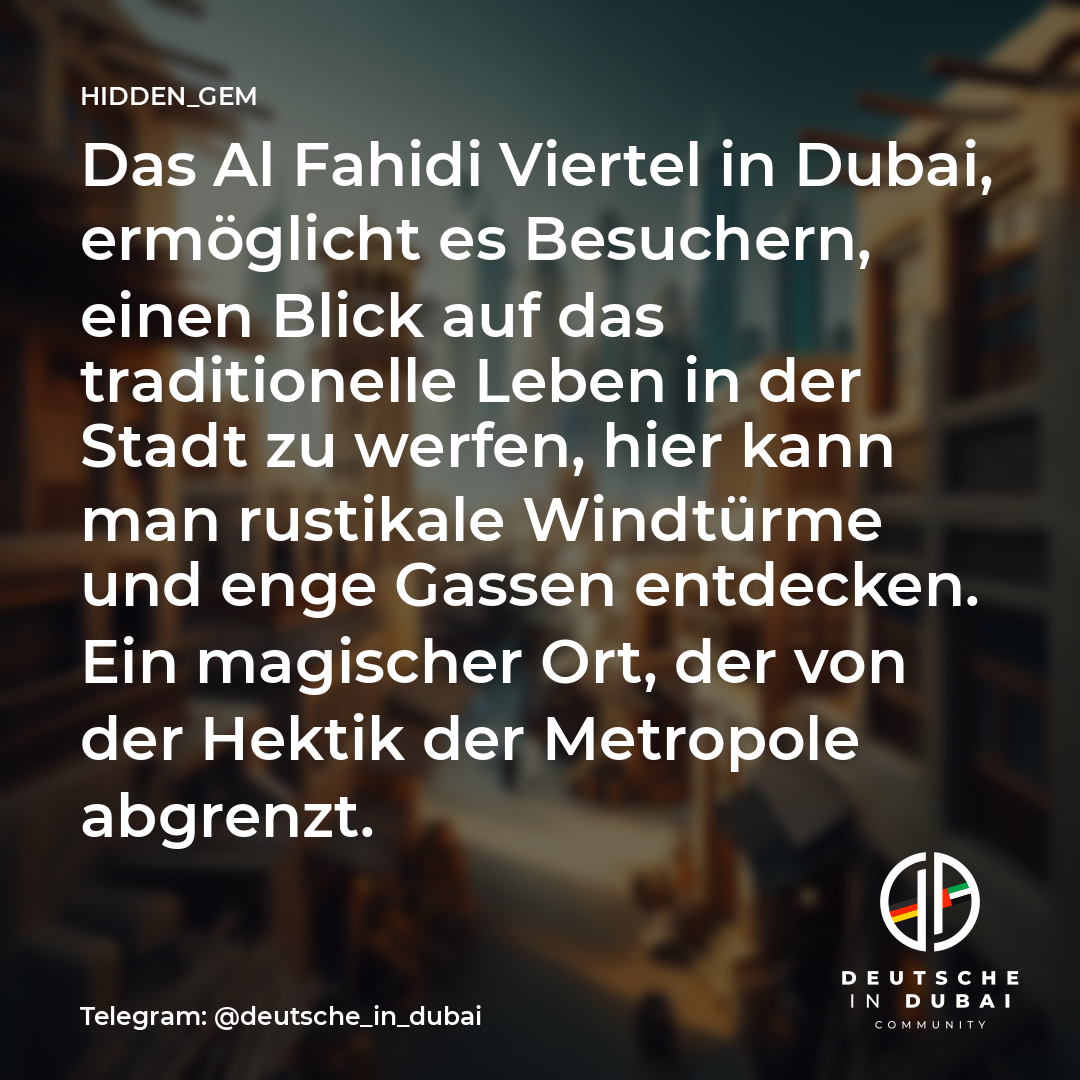 HIDDEN_GEM
Das Al Fahidi Viertel in Dubai,
ermöglicht es Besuchern,
einen Blick auf das
traditionelle Leben in der
Stadt zu werfen, hier kann
man rustikale Windtürme
und enge Gassen entdecken.
Ein magischer Ort, der von
der Hektik der Metropole
abgrenzt.
DEUTSCHE
IN DUBAI
COMMUNITY
Telegram: @deutsche_in_dubai